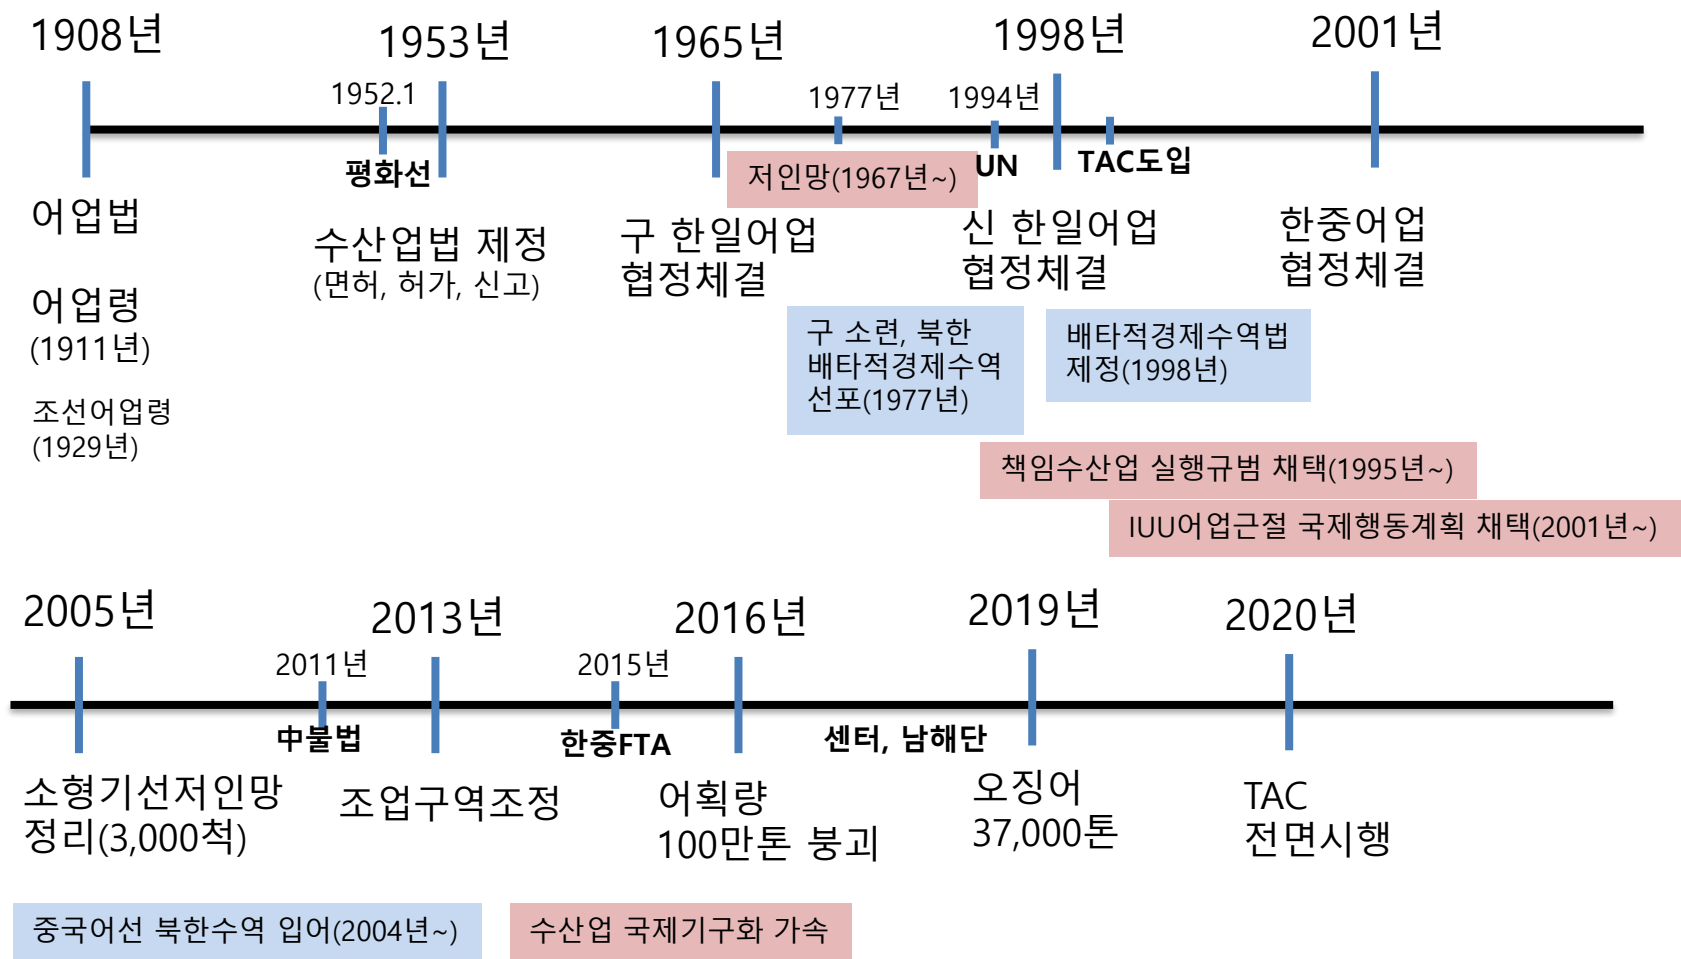 1908년
1953년
1965년
1998년
2001년
1952.1
1977년
1994년
평화선
UN
TAC도입
저인망(1967년~)
어업법
어업령
(1911년)
조선어업령
(1929년)
수산업법 제정
(면허, 허가, 신고)
구 한일어업
협정체결
신 한일어업
협정체결
한중어업
협정체결
구 소련, 북한
배타적경제수역
선포(1977년)
배타적경제수역법
제정(1998년)
책임수산업 실행규범 채택(1995년~)
IUU어업근절 국제행동계획 채택(2001년~)
2005년
2013년
2016년
2019년
2020년
2011년
2015년
中불법
한중FTA
센터, 남해단
소형기선저인망
정리(3,000척)
조업구역조정
어획량
100만톤 붕괴
오징어
37,000톤
TAC
전면시행
중국어선 북한수역 입어(2004년~)
수산업 국제기구화 가속